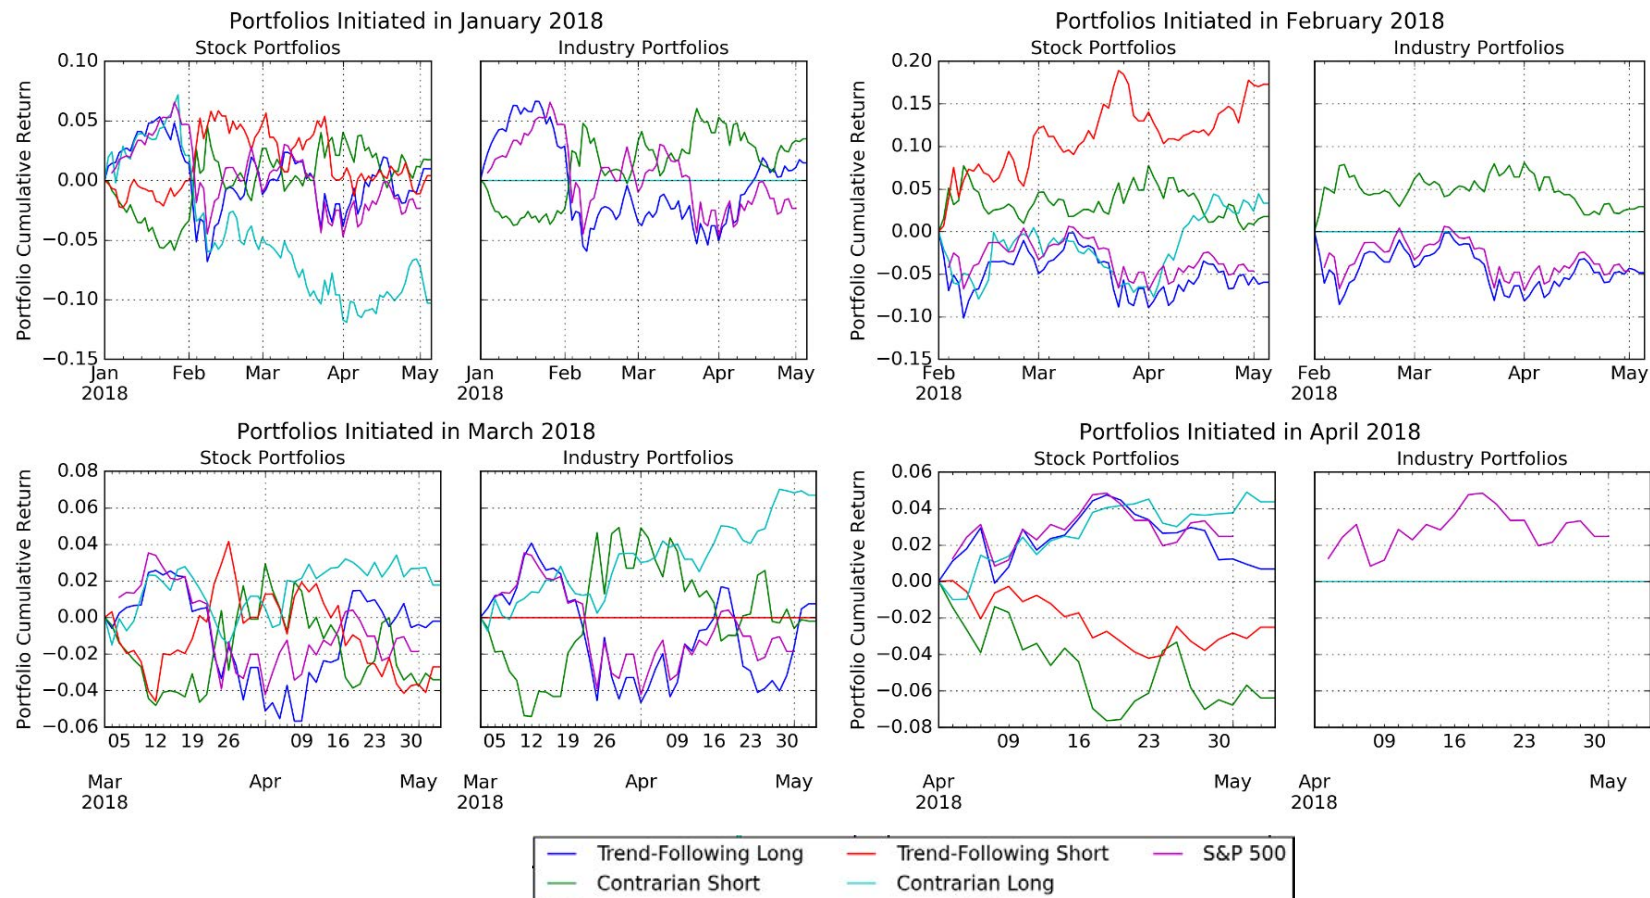 Portfolios Initiated in January 2018
Stock Portfolios
Industry Portfolios
Portfolio Cumulative Return
0.10
0.05
0.00
−0.05
−0.10
−0.15
Jan
2018
Feb
Mar
Apr
May
Jan
2018
Feb
Mar
Apr
May
Portfolios Initiated in February 2018
Stock Portfolios
Industry Portfolios
Portfolio Cumulative Return
0.20
0.15
0.10
0.05
0.00
−0.05
−0.10
−0.15
Feb
2018
Mar
Apr
May
Feb
2018
Mar
Apr
May
Portfolios Initiated in March 2018
Stock Portfolios
Industry Portfolios
Portfolio Cumulative Return
0.08
0.06
0.04
0.02
0.00
−0.02
−0.04
−0.06
05 12 19 26 09 16 23 30
Mar
2018
Apr
May
05 12 19 26 09 16 23 30
Mar
2018
Apr
May
Portfolios Initiated in April 2018
Stock Portfolios
Industry Portfolios
Portfolio Cumulative Return
0.06
0.04
0.02
0.00
−0.02
−0.04
−0.06
−0.08
09 16 23 30
Apr
2018
May
09 16 23 30
Apr
2018
May
Trend-Following Long
Trend-Following Short
S&P 500
Contrarian Short
Contrarian Long